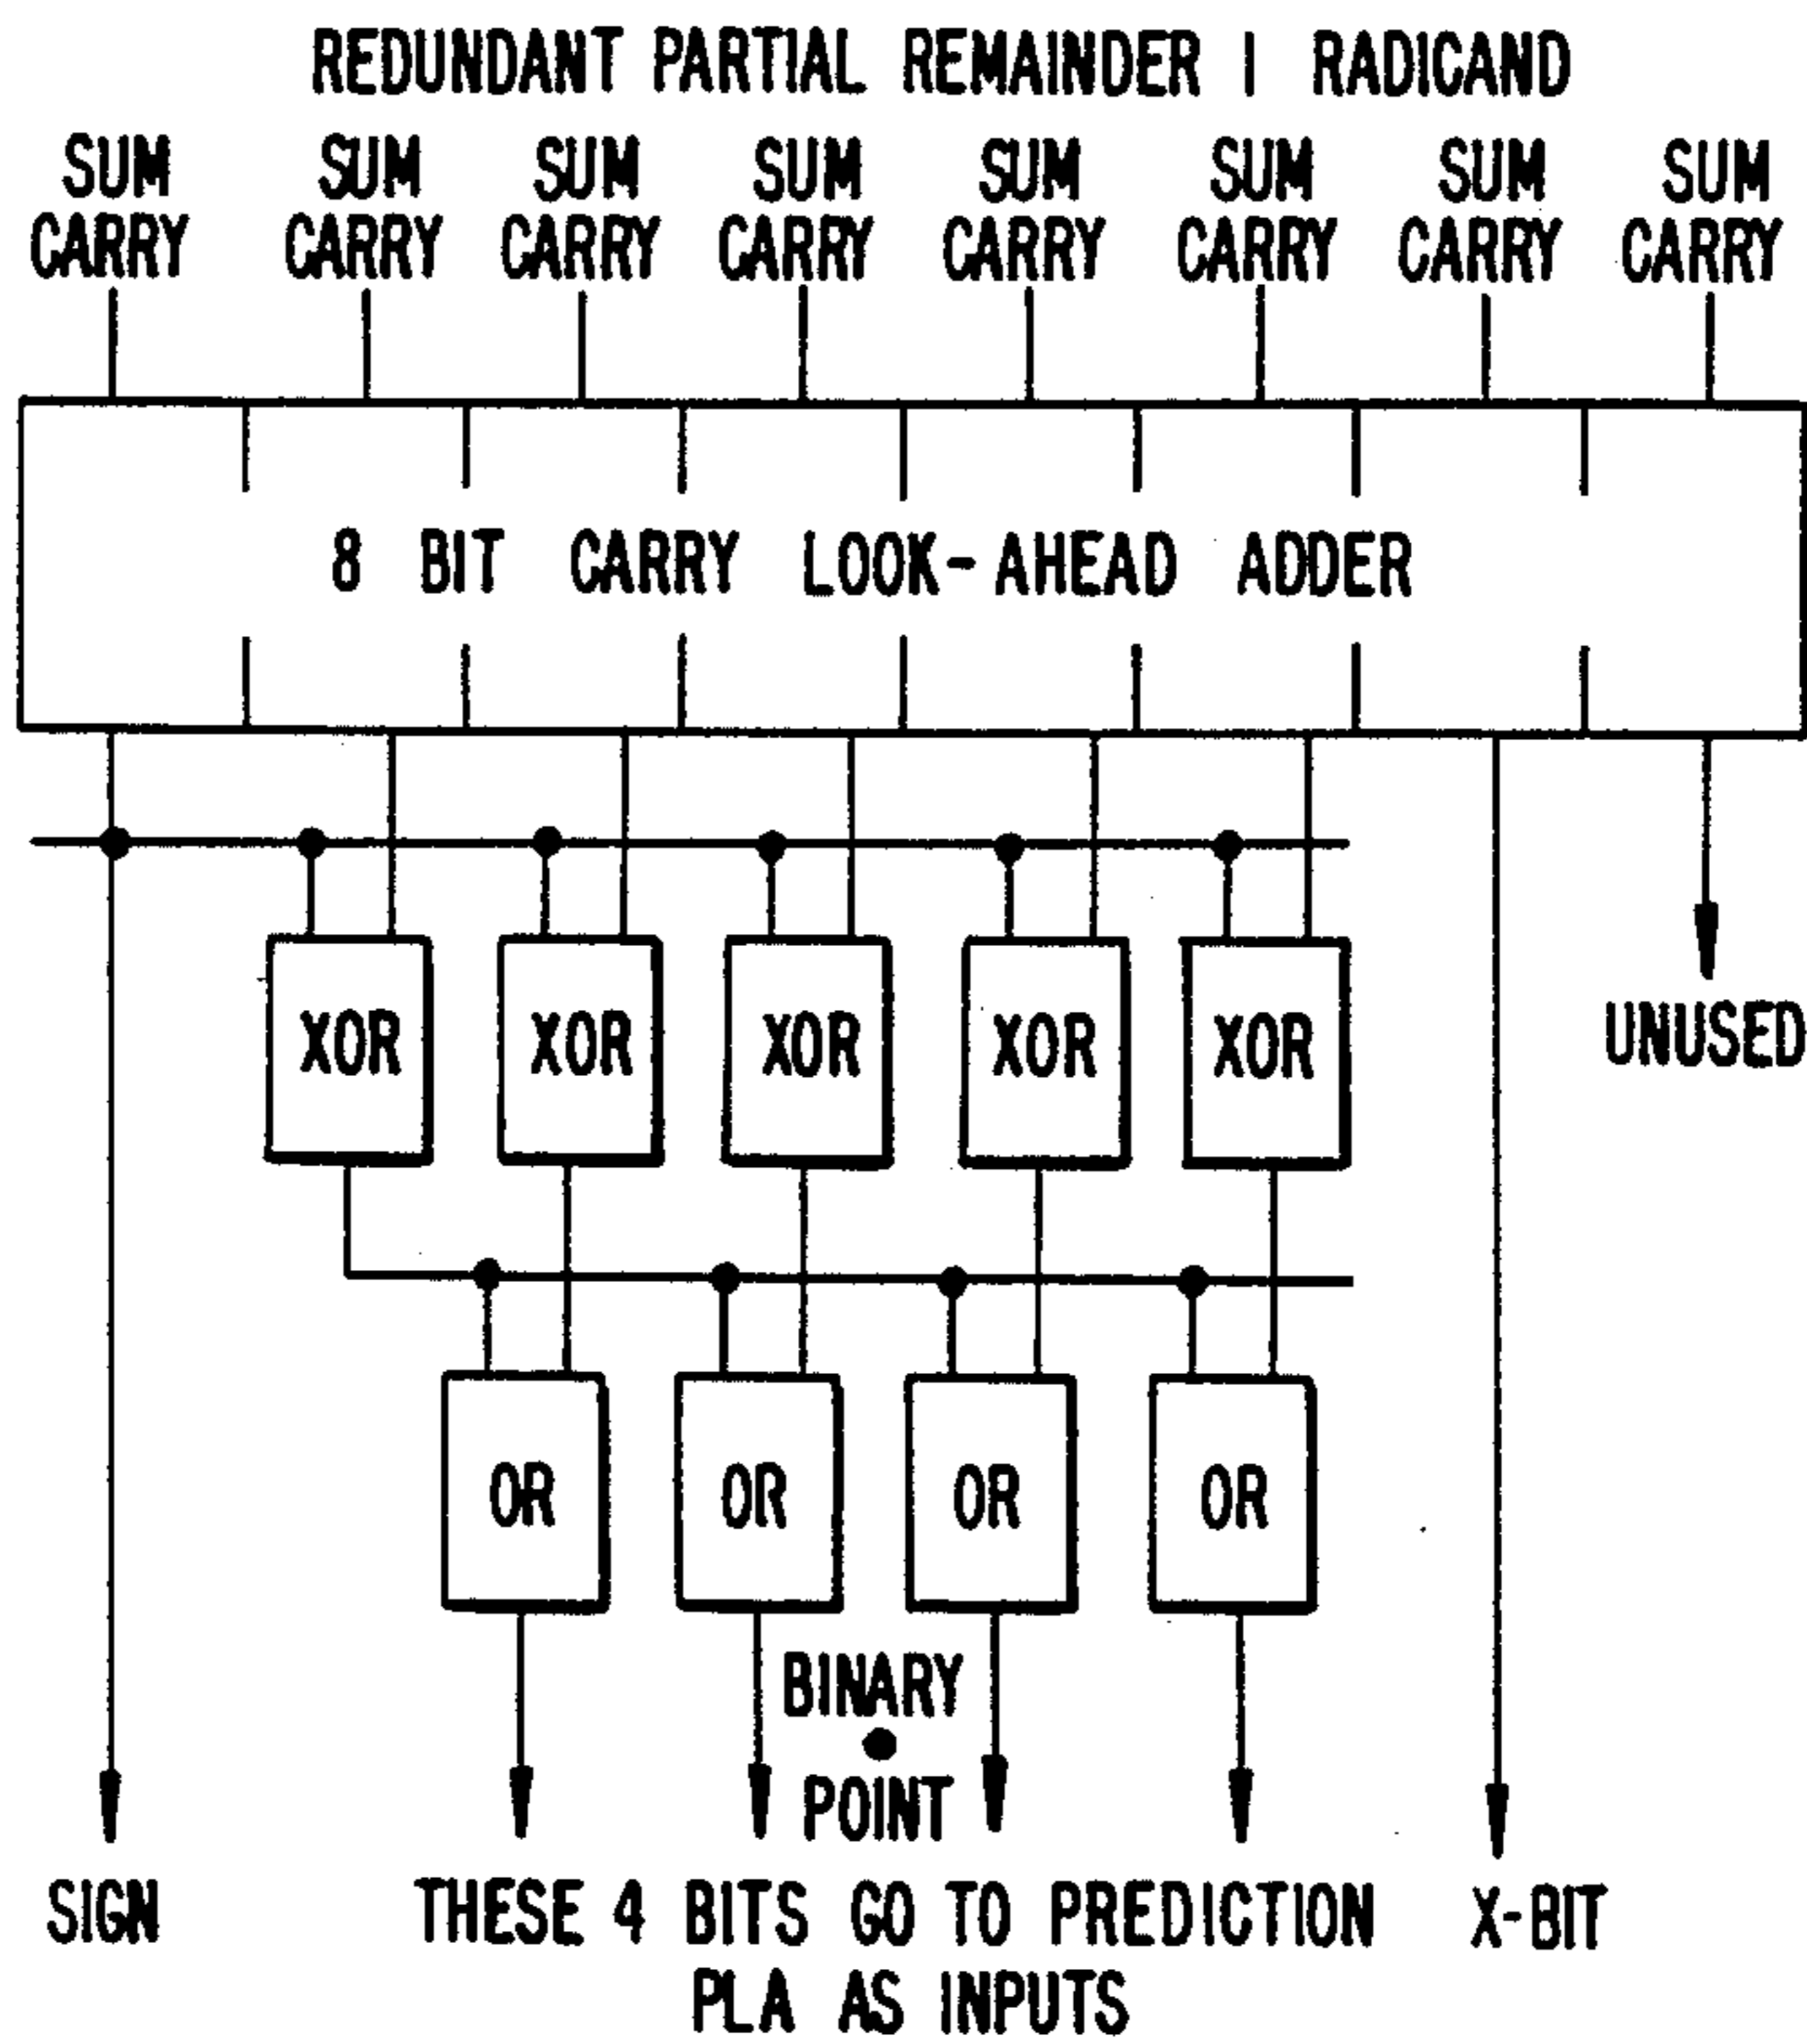 REDUNDANT PARTIAL REMAINDER | RADICAND
SUM SUM SUM SUM SUM SUM SUM SUM
CARRY CARRY CARRY CARRY CARRY CARRY CARRY CARRY
8 BIT CARRY LOOK-AHEAD ADDER
XOR XOR XOR XOR XOR
UNUSED
OR OR OR OR
BINARY
POINT
SIGN THESE 4 BITS GO TO PREDICTION X-BIT
PLA AS INPUTS